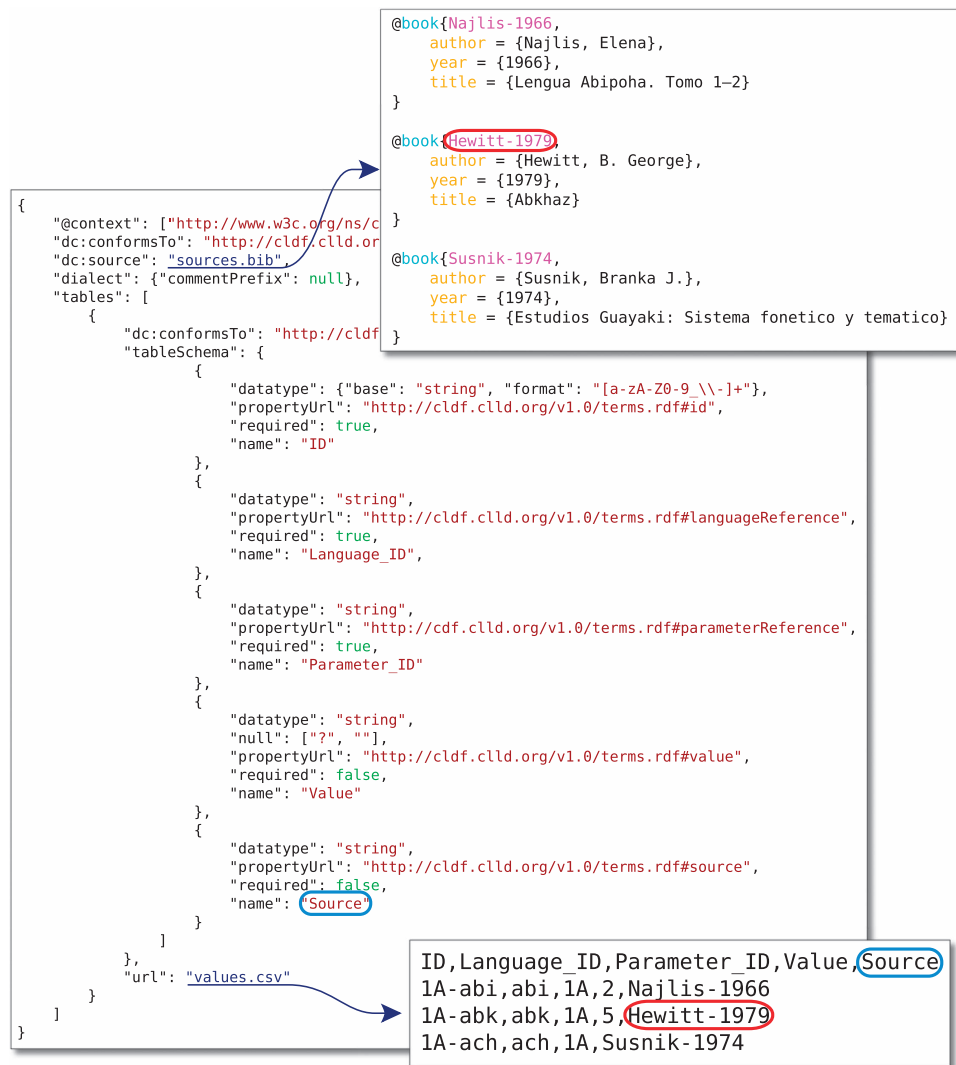 @book{Najlis-1966,
    author = {Najlis, Elena},
    year = {1966},
    title = {Lengua Abipoha. Tomo 1–2}
}
@book{Hewitt-1979,
    author = {Hewitt, B. George},
    year = {1979},
    title = {Abkhaz}
}
@book{Susnik-1974,
    author = {Susnik, Branka J.},
    year = {1974},
    title = {Estudios Guayaki: Sistema fonetico y tematico}
}
{
    "@context": ["http://www.w3c.org/ns/c
    "dc:conformsTo": "http://cldf.clld.or
    "dc:source": "sources.bib",
    "dialect": {"commentPrefix": null},
    "tables": [
        {
            "dc:conformsTo": "http://cldf
            "tableSchema": {
                    {
                        "datatype": {"base": "string", "format": "[a-zA-Z0-9_\\-]+"},
                        "propertyUrl": "http://cldf.clld.org/v1.0/terms.rdf#id",
                        "required": true,
                        "name": "ID"
                    },
                    {
                        "datatype": "string",
                        "propertyUrl": "http://cldf.clld.org/v1.0/terms.rdf#languageReference",
                        "required": true,
                        "name": "Language_ID",
                    },
                    {
                        "datatype": "string",
                        "propertyUrl": "http://cdf.clld.org/v1.0/terms.rdf#parameterReference",
                        "required": true,
                        "name": "Parameter_ID"
                    },
                    {
                        "datatype": "string",
                        "null": ["?", ""],
                        "propertyUrl": "http://cldf.clld.org/v1.0/terms.rdf#value",
                        "required": false,
                        "name": "Value"
                    },
                    {
                        "datatype": "string",
                        "propertyUrl": "http://cldf.clld.org/v1.0/terms.rdf#source",
                        "required": false,
                        "name": "Source"
                    }
                ]
            },
            "url": "values.csv"
        }
    ]
}
ID,Language_ID,Parameter_ID,Value,Source
1A-abi,abi,1A,2,Najlis-1966
1A-abk,abk,1A,5,Hewitt-1979
1A-ach,ach,1A,Susnik-1974